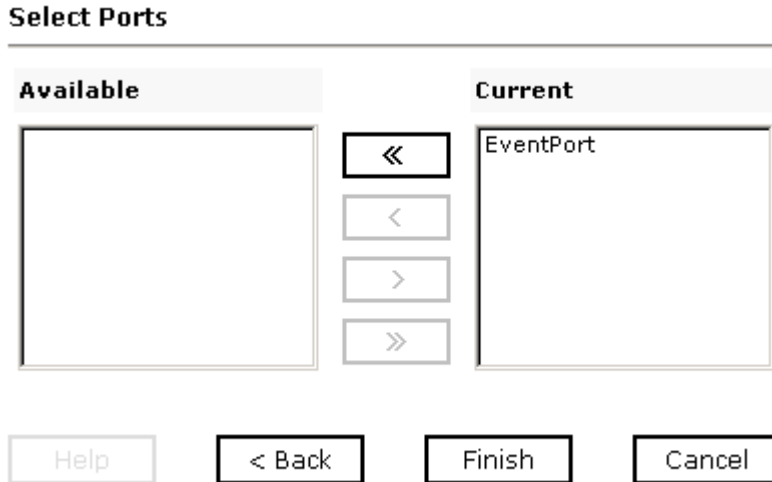 Select Ports
Available
Current
«
EventPort
<
>
»
Help
< Back
Finish
Cancel